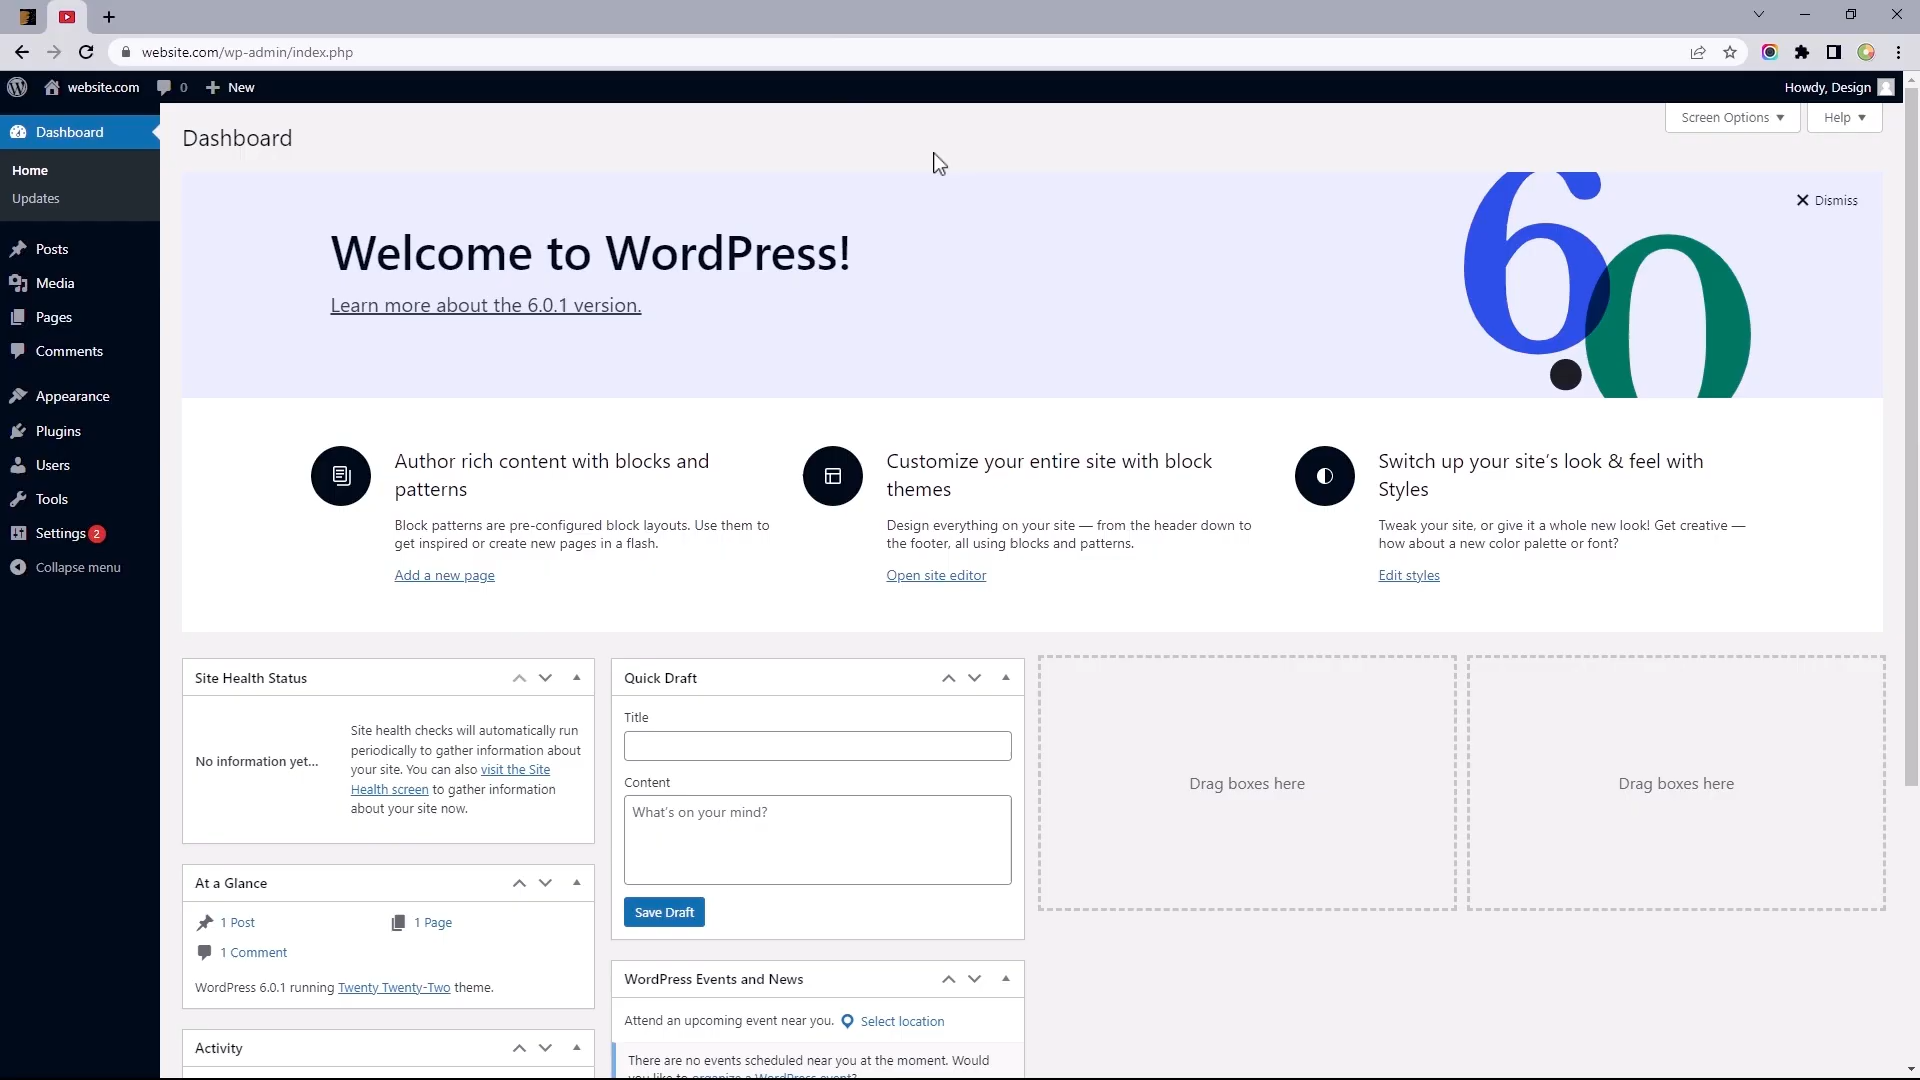 website.com/wp-admin/index.php
website.com
0
New
Howdy, Design
Dashboard
Home
Updates
Posts
Media
Pages
Comments
Appearance
Plugins
Users
Tools
Settings 2
Collapse menu
Dashboard
Screen Options
Help
Welcome to WordPress!
Learn more about the 6.0.1 version.
Dismiss
6.0
Author rich content with blocks and
patterns
Block patterns are pre-configured block layouts. Use them to
get inspired or create new pages in a flash.
Add a new page
Customize your entire site with block
themes
Design everything on your site — from the header down to
the footer, all using blocks and patterns.
Open site editor
Switch up your site’s look & feel with
Styles
Tweak your site, or give it a whole new look! Get creative —
how about a new color palette or font?
Edit styles
Site Health Status
No information yet...
Site health checks will automatically run
periodically to gather information about
your site. You can also visit the Site
Health screen to gather information
about your site now.
At a Glance
1 Post
1 Page
1 Comment
WordPress 6.0.1 running Twenty Twenty-Two theme.
Activity
Quick Draft
Title
Content
What’s on your mind?
Save Draft
WordPress Events and News
Attend an upcoming event near you.
Select location
There are no events scheduled near you at the moment. Would
you like to organize a WordPress event?
Drag boxes here
Drag boxes here